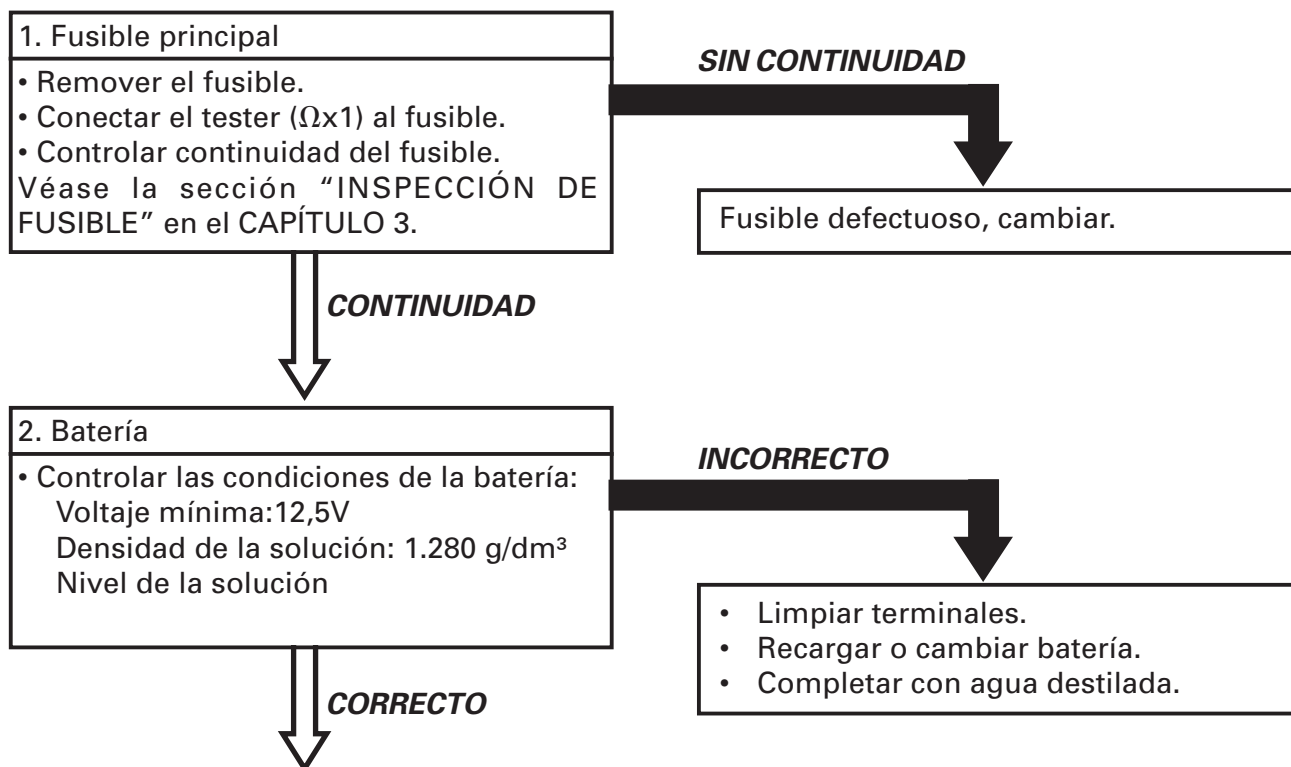 1. Fusible principal
• Remover el fusible.
• Conectar el tester (Ωx1) al fusible.
• Controlar continuidad del fusible.
Véase la sección “INSPECCIÓN DE
FUSIBLE” en el CAPÍTULO 3.
SIN CONTINUIDAD
Fusible defectuoso, cambiar.
CONTINUIDAD
2. Batería
• Controlar las condiciones de la batería:
Voltaje mínima:12,5V
Densidad de la solución: 1.280 g/dm³
Nivel de la solución
INCORRECTO
• Limpiar terminales.
• Recargar o cambiar batería.
• Completar con agua destilada.
CORRECTO